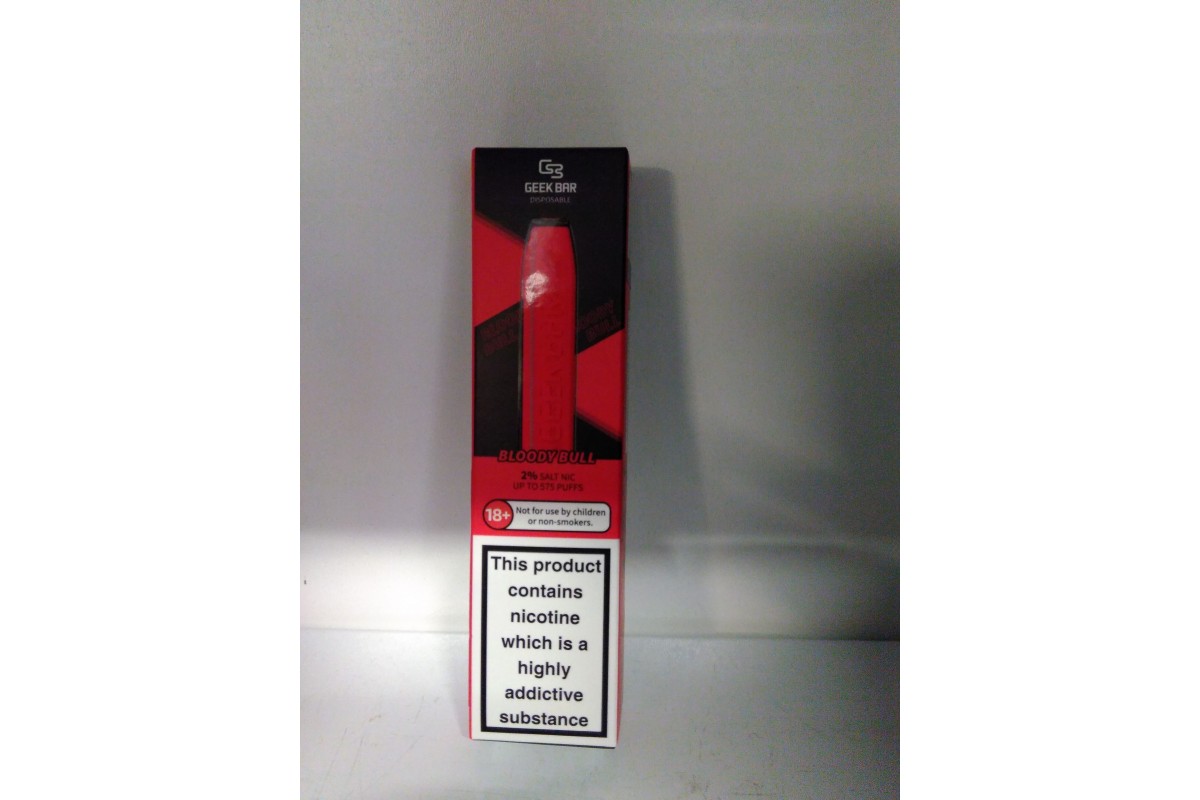 GEEK BAR
DISPOSABLE
BLOODY BULL
2% SALT NIC
UP TO 575 PUFFS
18+
Not for use by children
or non-smokers.
This product
contains
nicotine
which is a
highly
addictive
substance